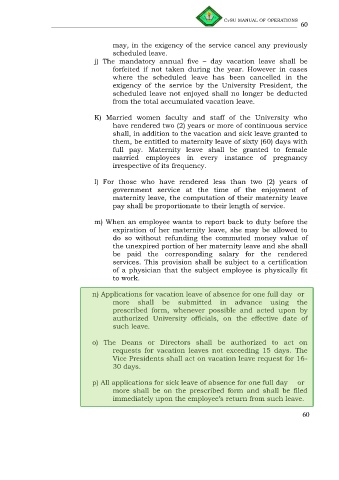 CvSU MANUAL OF OPERATIONS
60
may, in the exigency of the service cancel any previously
scheduled leave.
j) The mandatory annual five – day vacation leave shall be
forfeited if not taken during the year. However in cases
where the scheduled leave has been cancelled in the
exigency of the service by the University President, the
scheduled leave not enjoyed shall no longer be deducted
from the total accumulated vacation leave.
K) Married women faculty and staff of the University who
have rendered two (2) years or more of continuous service
shall, in addition to the vacation and sick leave granted to
them, be entitled to maternity leave of sixty (60) days with
full pay. Maternity leave shall be granted to female
married employees in every instance of pregnancy
irrespective of its frequency.
l) For those who have rendered less than two (2) years of
government service at the time of the enjoyment of
maternity leave, the computation of their maternity leave
pay shall be proportionate to their length of service.
m) When an employee wants to report back to duty before the
expiration of her maternity leave, she may be allowed to
do so without refunding the commuted money value of
the unexpired portion of her maternity leave and she shall
be paid the corresponding salary for the rendered
services. This provision shall be subject to a certification
of a physician that the subject employee is physically fit
to work.
n) Applications for vacation leave of absence for one full day or
more shall be submitted in advance using the
prescribed form, whenever possible and acted upon by
authorized University officials, on the effective date of
such leave.
o) The Deans or Directors shall be authorized to act on
requests for vacation leaves not exceeding 15 days. The
Vice Presidents shall act on vacation leave request for 16-
30 days.
p) All applications for sick leave of absence for one full day or
more shall be on the prescribed form and shall be filed
immediately upon the employee's return from such leave.
60